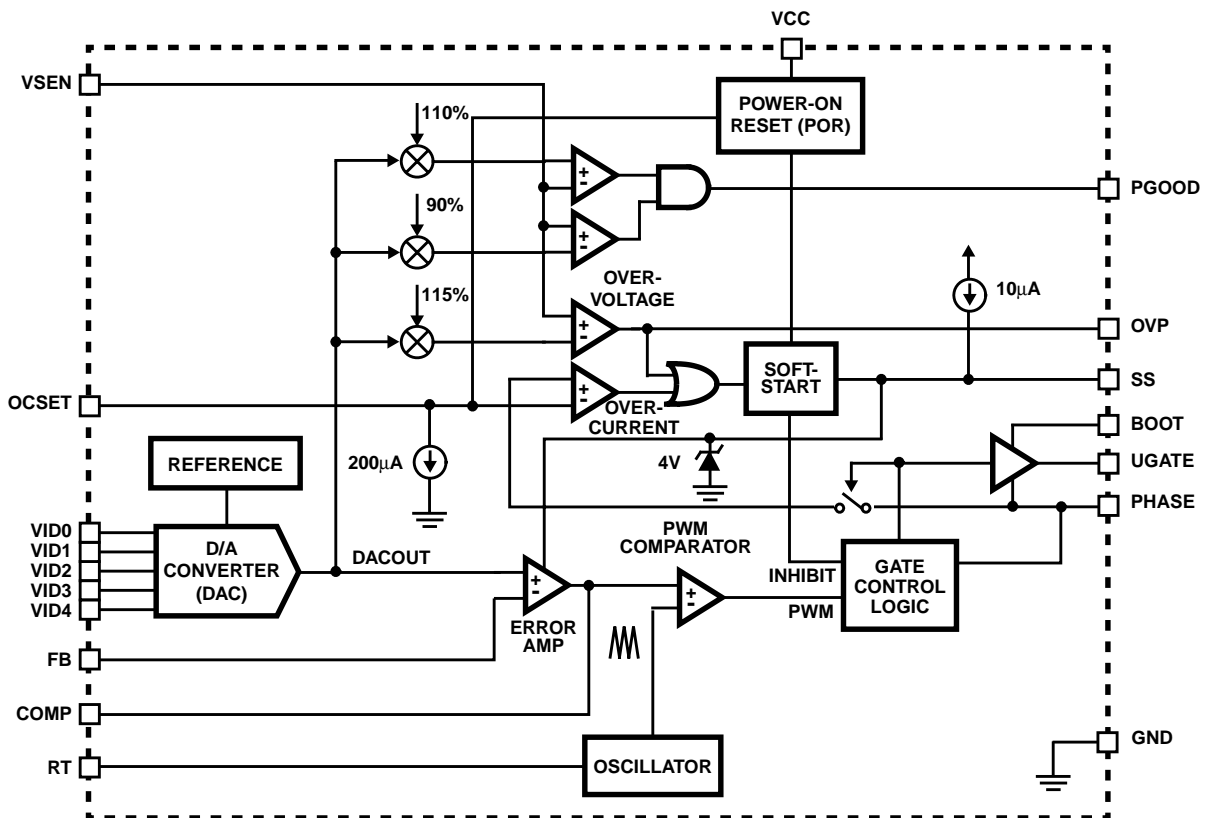 VCC
VSEN
POWER-ON
RESET (POR)
110%
+
-
PGOOD
90%
+
-
OVER-
VOLTAGE
10µA
115%
+
-
OVP
SOFT-
START
SS
+
-
OCSET
OVER-
CURRENT
BOOT
REFERENCE
200µA
4V
UGATE
PHASE
VID0
VID1
VID2
VID3
VID4
D/A
CONVERTER
(DAC)
DACOUT
PWM
COMPARATOR
+
-
+
-
INHIBIT
PWM
GATE
CONTROL
LOGIC
ERROR
AMP
FB
COMP
GND
RT
OSCILLATOR